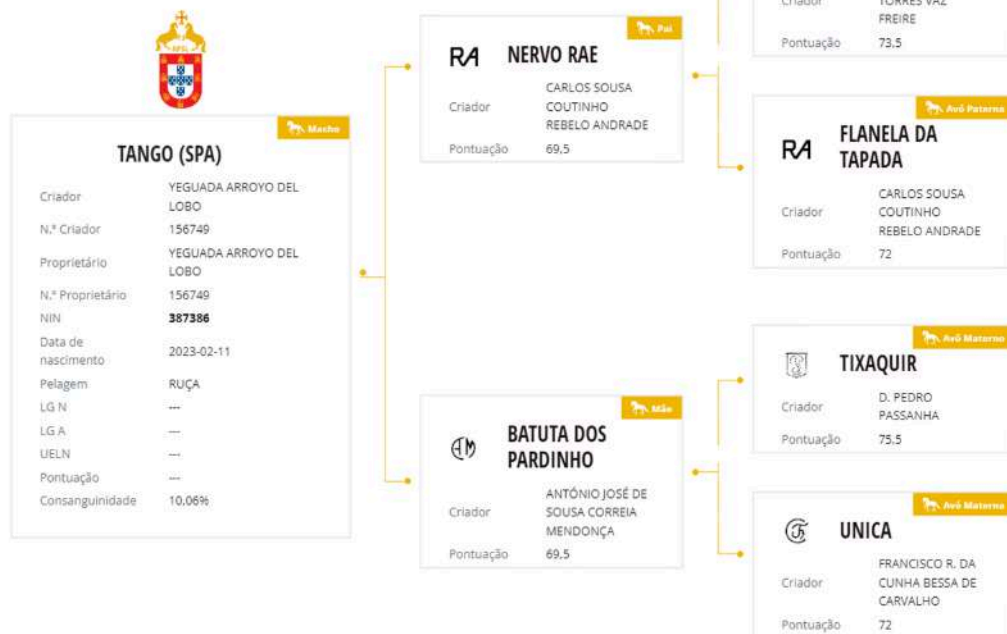 APSL
Macho
TANGO (SPA)
Criador YEGUADA ARROYO DEL
LOBO
N.º Criador 156749
Proprietário YEGUADA ARROYO DEL
LOBO
N.º Proprietário 156749
NIN 387386
Data de
nascimento 2023-02-11
Pelagem RUÇA
LG N ---
LG A ---
UELN ---
Pontuação ---
Consanguinidade 10,06%
Pai
RA NERVO RAE
Criador CARLOS SOUSA
COUTINHO
REBELO ANDRADE
Pontuação 69,5
Mãe
BATUTA DOS
PARDINHO
Criador ANTÓNIO JOSÉ DE
SOUSA CORREIA
MENDONÇA
Pontuação 69,5
Criador TORRES VAZ
FREIRE
Pontuação 73,5
Avó Paterna
RA FLANELA DA
TAPADA
Criador CARLOS SOUSA
COUTINHO
REBELO ANDRADE
Pontuação 72
Avô Materno
TIXAQUIR
Criador D. PEDRO
PASSANHA
Pontuação 75,5
Avó Materna
UNICA
Criador FRANCISCO R. DA
CUNHA BESSA DE
CARVALHO
Pontuação 72